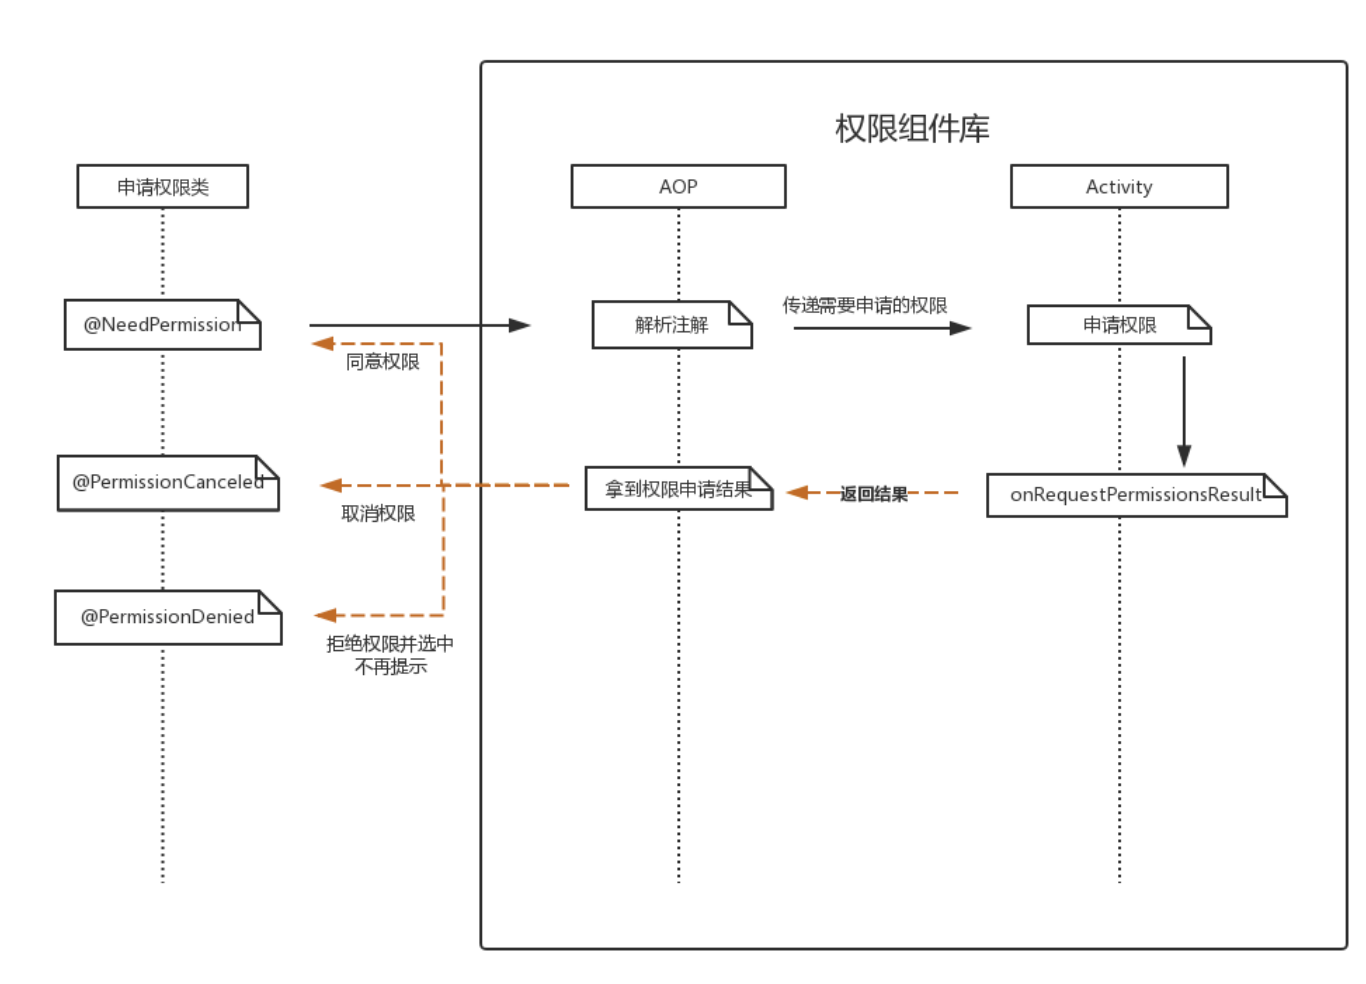 权限组件库
申请权限类
AOP
Activity
@NeedPermission
解析注解
传递需要申请的权限
申请权限
同意权限
@PermissionCanceled
拿到权限申请结果
返回结果
onRequestPermissionsResult
取消权限
@PermissionDenied
拒绝权限并选中
不再提示